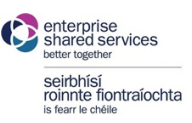 enterprise
shared services
better together
seirbhísí
roinnte fiontraíochta
is fearr le chéile